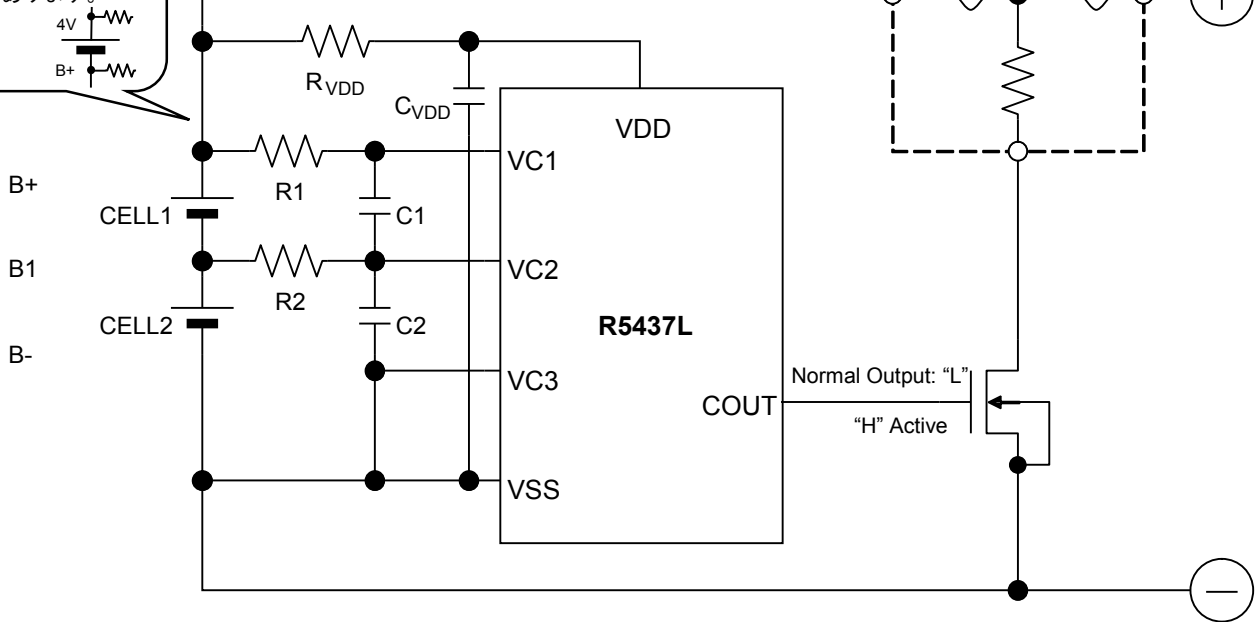 4V
B+
RVDD
CVDD
VDD
VC1
B+
R1
CELL1
C1
B1
VC2
R2
R5437L
CELL2
C2
B-
VC3
Normal Output: “L”
COUT
“H” Active
VSS